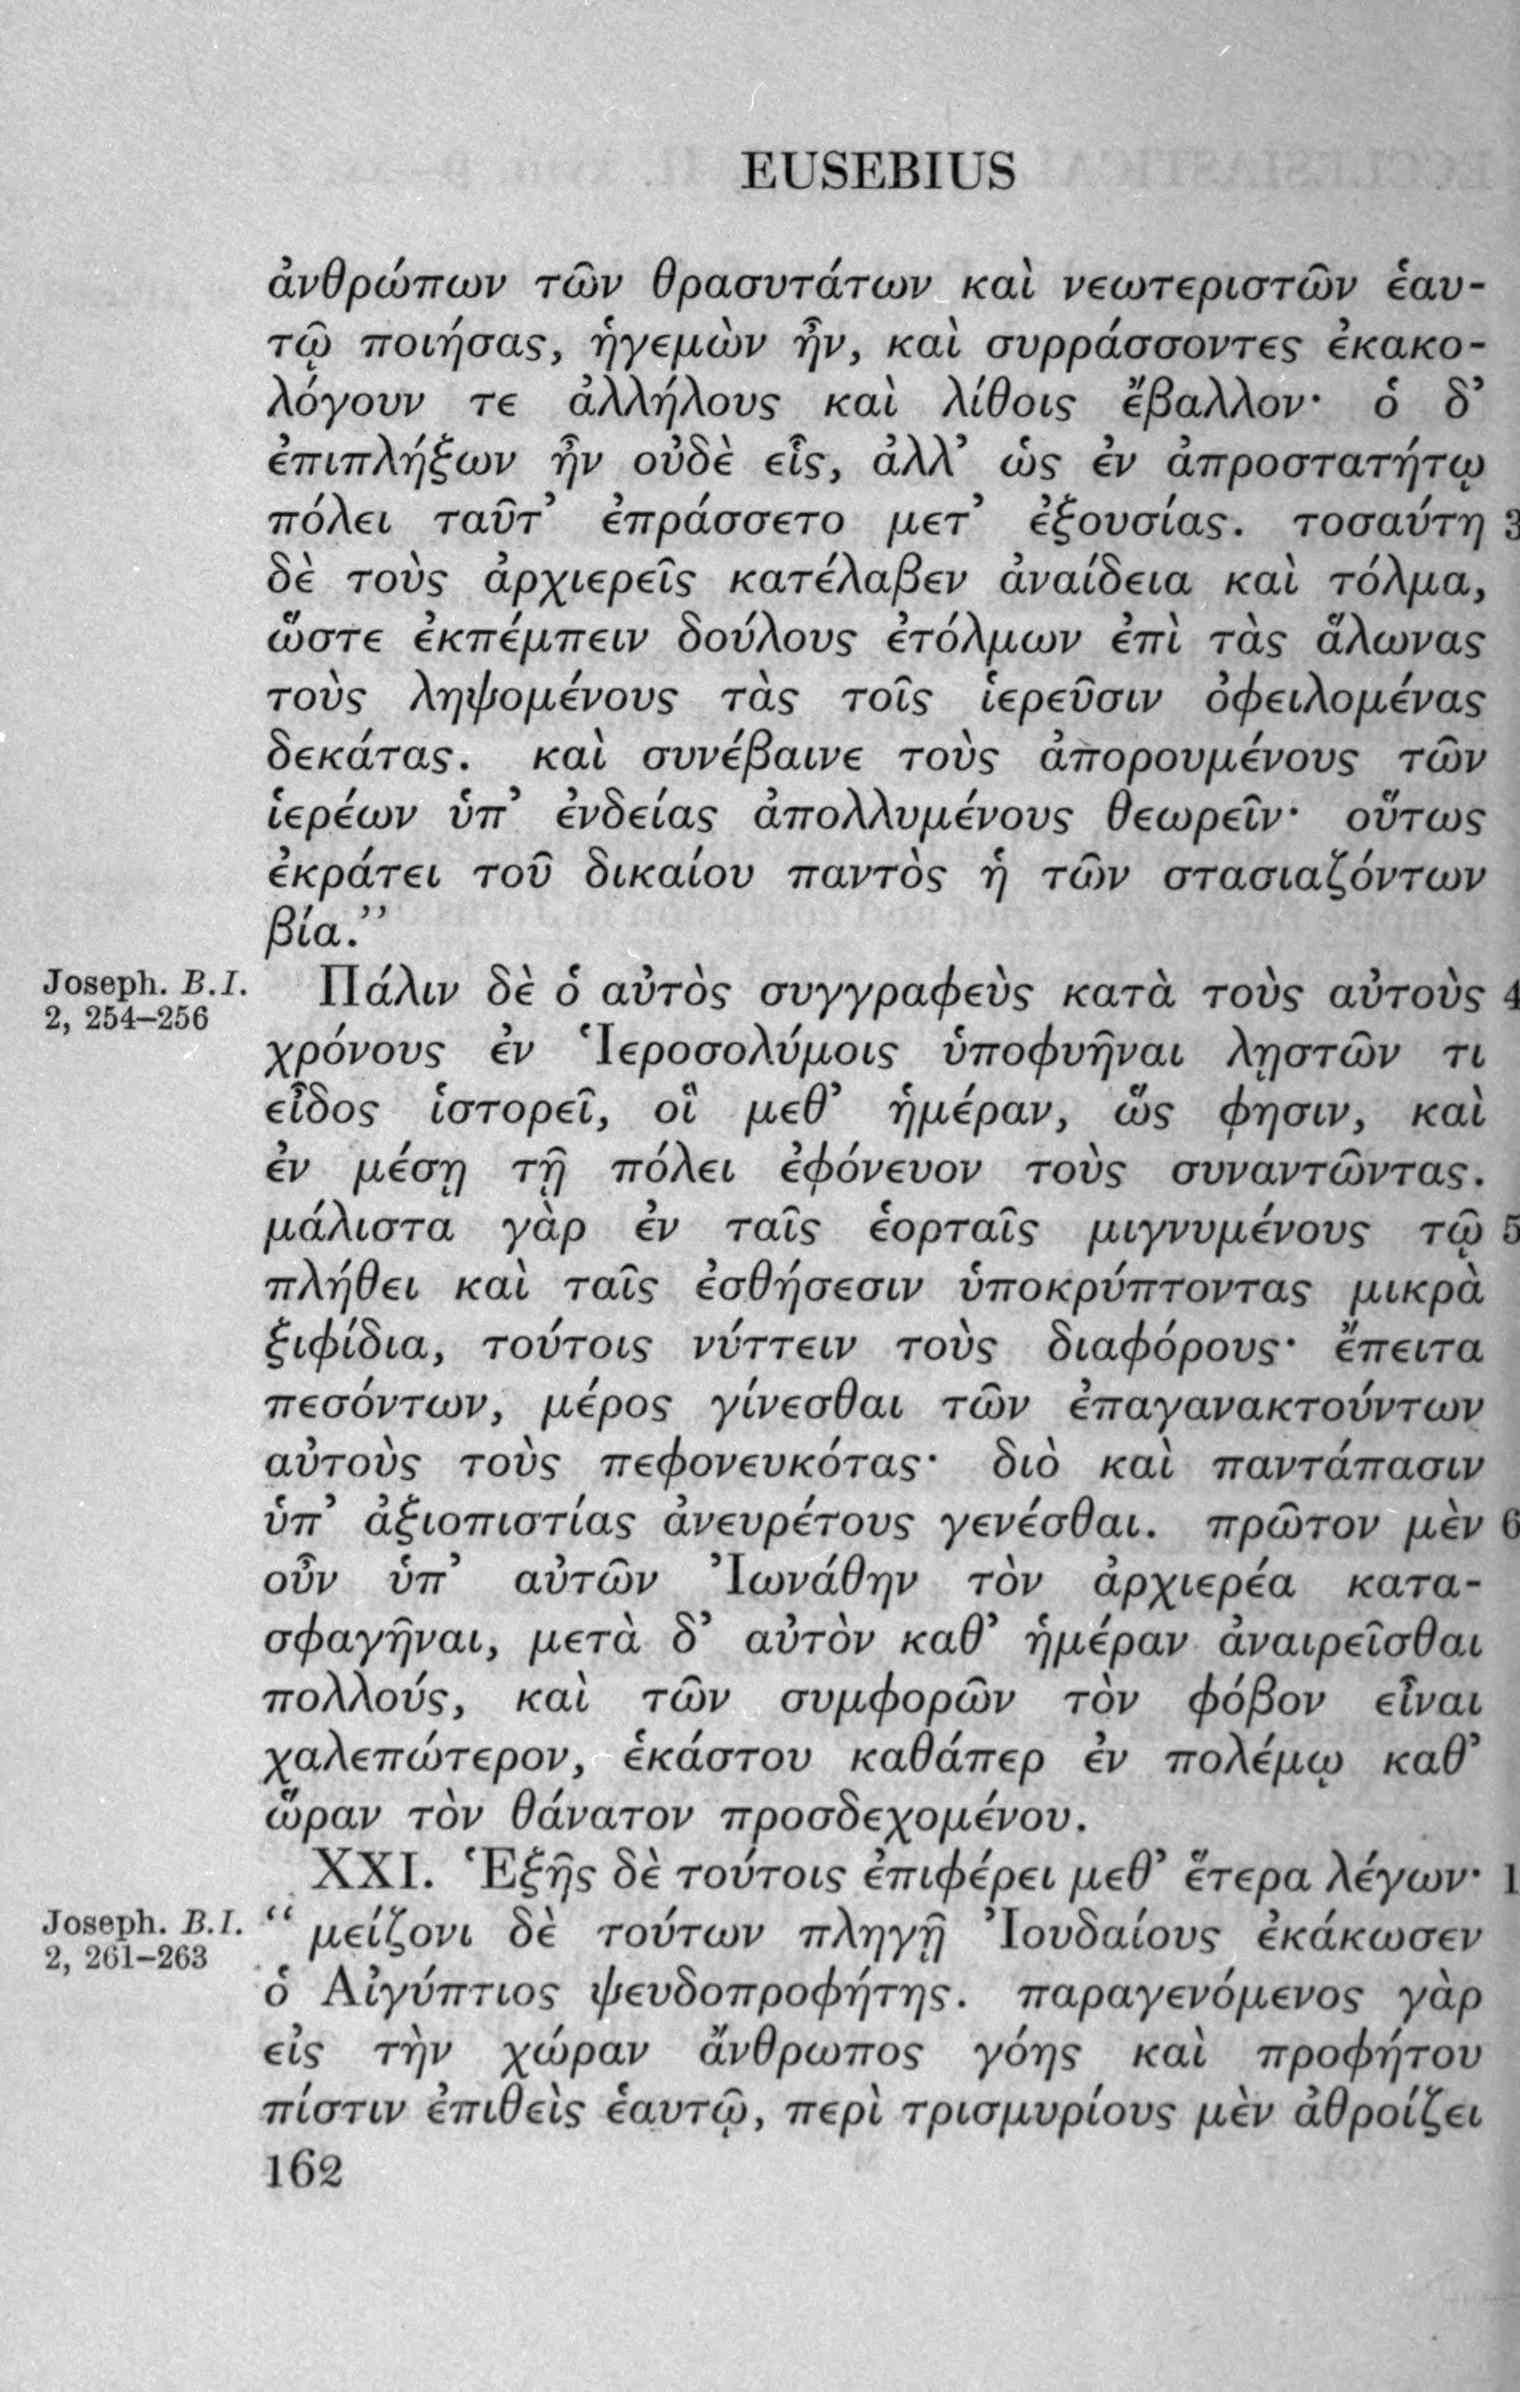 EUSEBIUS
ἀνθρώπων τῶν θρασυτάτων καὶ νεωτεριστῶν ἑαυ-
τῷ ποιήσας, ἡγεμὼν ἦν, καὶ συρράσσοντες ἐκακο-
λόγουν τε ἀλλήλους καὶ λίθοις ἔβαλλον· ὁ δ’
ἐπιπλήξων ἦν οὐδὲ εἷς, ἀλλ’ ὡς ἐν ἀπροστατήτῳ
πόλει ταῦτ’ ἐπράσσετο μετ’ ἐξουσίας. τοσαύτη 3
δὲ τοὺς ἀρχιερεῖς κατέλαβεν ἀναίδεια καὶ τόλμα,
ὥστε ἐκπέμπειν δούλους ἐτόλμων ἐπὶ τὰς ἅλωνας
τοὺς ληψομένους τὰς τοῖς ἱερεῦσιν ὀφειλομένας
δεκάτας. καὶ συνέβαινε τοὺς ἀπορουμένους τῶν
ἱερέων ὑπ’ ἐνδείας ἀπολλυμένους θεωρεῖν· οὕτως
ἐκράτει τοῦ δικαίου παντὸς ἡ τῶν στασιαζόντων
βία.”
Joseph. B.I.
2, 254–256
Πάλιν δὲ ὁ αὐτὸς συγγραφεὺς κατὰ τοὺς αὐτοὺς 4
χρόνους ἐν Ἱεροσολύμοις ὑποφυῆναι λῃστῶν τι
εἶδος ἱστορεῖ, οἳ μεθ’ ἡμέραν, ὥς φησιν, καὶ
ἐν μέσῃ τῇ πόλει ἐφόνευον τοὺς συναντῶντας.
μάλιστα γὰρ ἐν ταῖς ἑορταῖς μιγνυμένους τῷ 5
πλήθει καὶ ταῖς ἐσθήσεσιν ὑποκρύπτοντας μικρὰ
ξιφίδια, τούτοις νύττειν τοὺς διαφόρους· ἔπειτα
πεσόντων, μέρος γίνεσθαι τῶν ἐπαγανακτούντων
αὐτοὺς τοὺς πεφονευκότας· διὸ καὶ παντάπασιν
ὑπ’ ἀξιοπιστίας ἀνευρέτους γενέσθαι. πρῶτον μὲν 6
οὖν ὑπ’ αὐτῶν Ἰωνάθην τὸν ἀρχιερέα κατα-
σφαγῆναι, μετὰ δ’ αὐτὸν καθ’ ἡμέραν ἀναιρεῖσθαι
πολλούς, καὶ τῶν συμφορῶν τὸν φόβον εἶναι
χαλεπώτερον, ἑκάστου καθάπερ ἐν πολέμῳ καθ’
ὥραν τὸν θάνατον προσδεχομένου.
XXI. Ἑξῆς δὲ τούτοις ἐπιφέρει μεθ’ ἕτερα λέγων· 1
Joseph. B.I.
2, 261–263
“μείζονι δὲ τούτων πληγῇ Ἰουδαίους ἐκάκωσεν
ὁ Αἰγύπτιος ψευδοπροφήτης. παραγενόμενος γὰρ
εἰς τὴν χώραν ἄνθρωπος γόης καὶ προφήτου
πίστιν ἐπιθεὶς ἑαυτῷ, περὶ τρισμυρίους μὲν ἀθροίζει
162